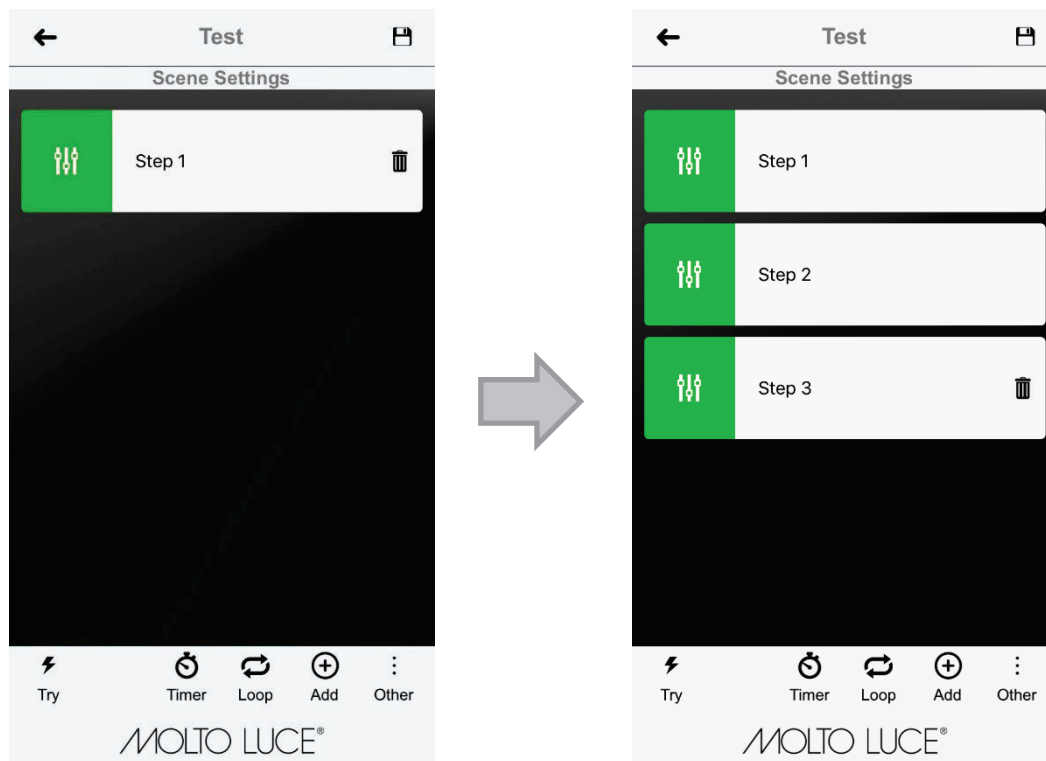 Test
Scene Settings
Step 1
Try
Timer
Loop
Add
Other
MOLTO LUCE®
Test
Scene Settings
Step 1
Step 2
Step 3
Try
Timer
Loop
Add
Other
MOLTO LUCE®